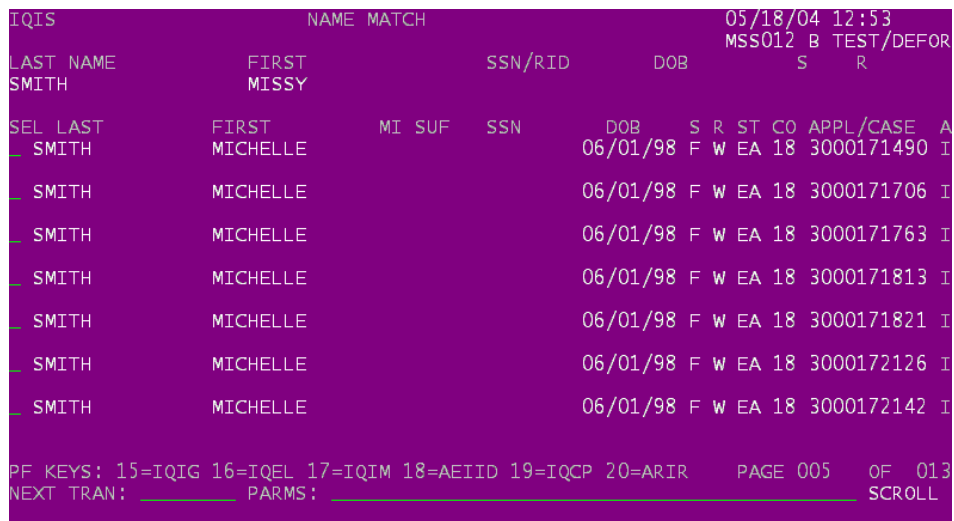 IQIS NAME MATCH 05/18/04 12:53
MSS012 B TEST/DEFOR
LAST NAME FIRST SSN/RID DOB S R
SMITH MISSY
SEL LAST FIRST MI SUF SSN DOB S R ST CO APPL/CASE A
_ SMITH MICHELLE 06/01/98 F W EA 18 3000171490 I
_ SMITH MICHELLE 06/01/98 F W EA 18 3000171706 I
_ SMITH MICHELLE 06/01/98 F W EA 18 3000171763 I
_ SMITH MICHELLE 06/01/98 F W EA 18 3000171813 I
_ SMITH MICHELLE 06/01/98 F W EA 18 3000171821 I
_ SMITH MICHELLE 06/01/98 F W EA 18 3000172126 I
_ SMITH MICHELLE 06/01/98 F W EA 18 3000172142 I
PF KEYS: 15=IQIG 16=IQEL 17=IQIM 18=AEIID 19=IQCP 20=ARIR PAGE 005 OF 013
NEXT TRAN: ________ PARMS: ____________________________________________ SCROLL